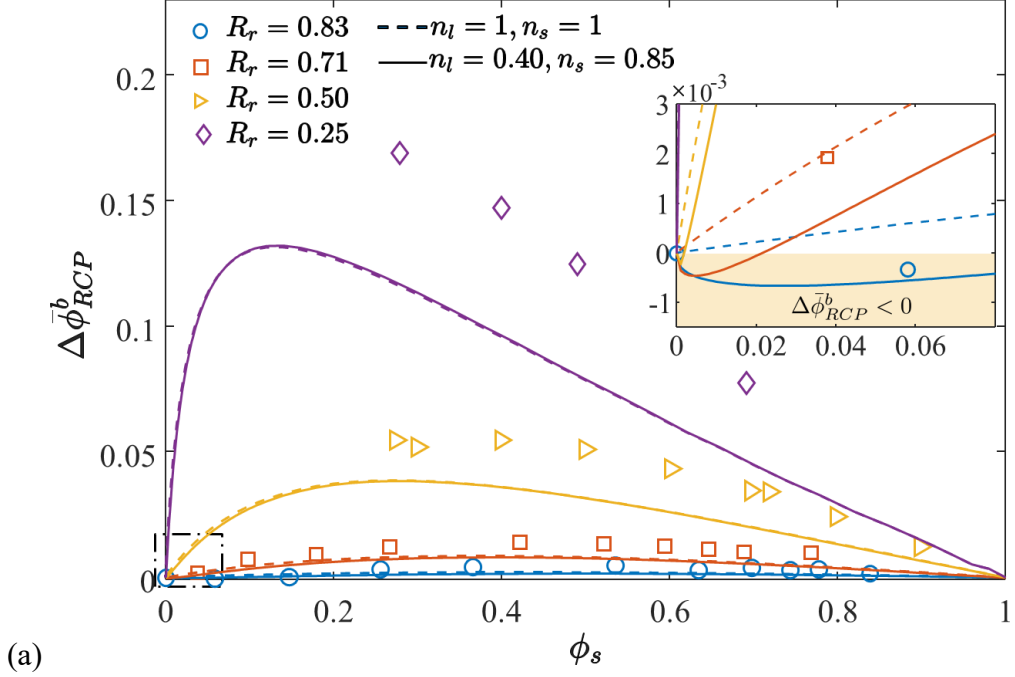 0.2
0.15
0.1
0.05
0
Δϕ̄ᵇ_RCP
R_r = 0.83
R_r = 0.71
R_r = 0.50
R_r = 0.25
n_l = 1, n_s = 1
n_l = 0.40, n_s = 0.85
×10⁻³
3
2
1
0
-1
Δϕ̄ᵇ_RCP < 0
0 0.02 0.04 0.06
0 0.2 0.4 0.6 0.8 1
ϕ_s
(a)